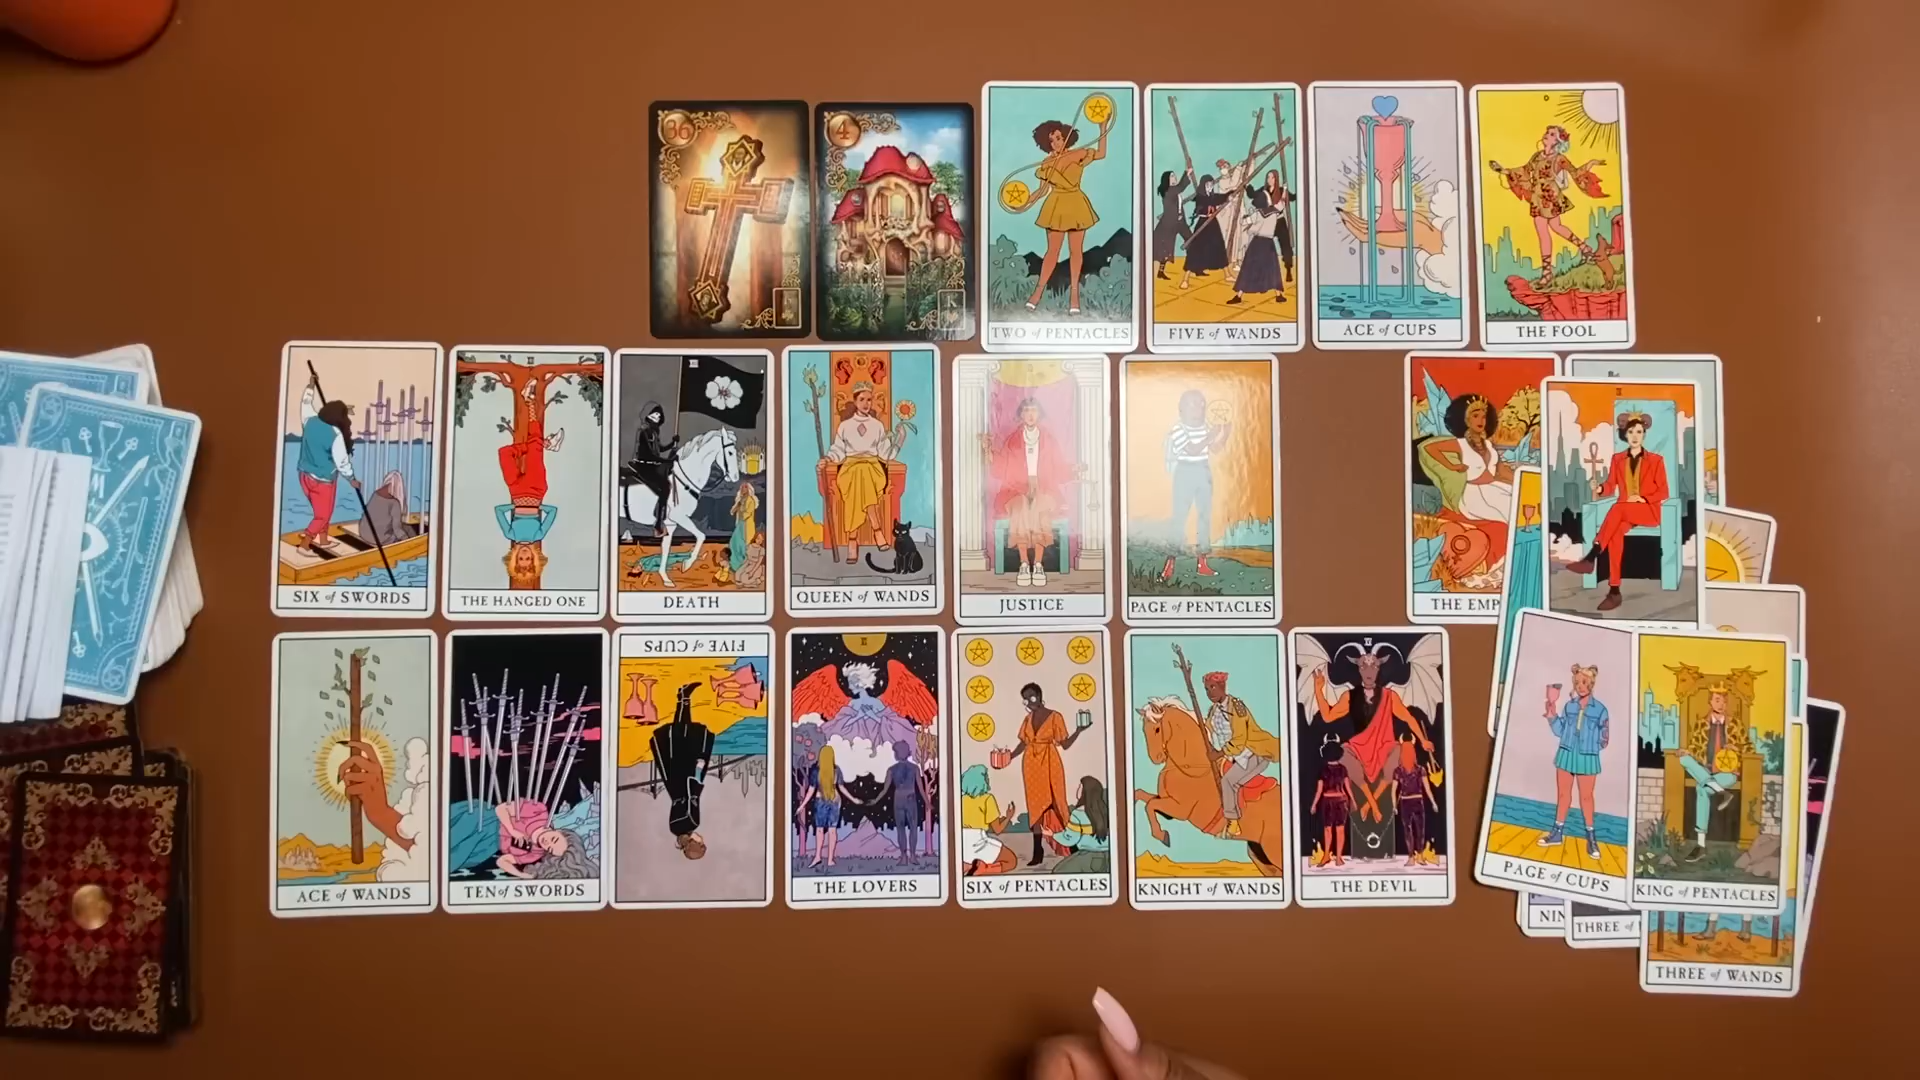 36
4
TWO of PENTACLES
FIVE of WANDS
ACE of CUPS
THE FOOL
SIX of SWORDS
THE HANGED ONE
DEATH
QUEEN of WANDS
JUSTICE
PAGE of PENTACLES
THE EMP
ACE of WANDS
TEN of SWORDS
FIVE of CUPS
THE LOVERS
SIX of PENTACLES
KNIGHT of WANDS
THE DEVIL
PAGE of CUPS
KING of PENTACLES
NIN
THREE of
THREE of WANDS